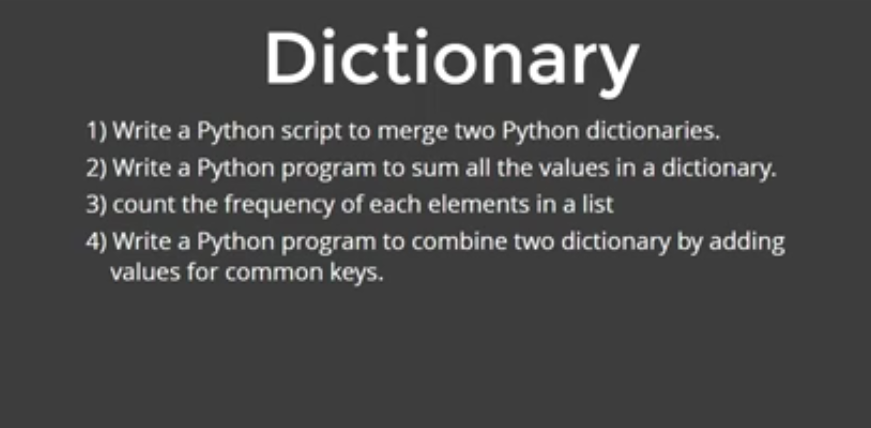 Dictionary
1) Write a Python script to merge two Python dictionaries.
2) Write a Python program to sum all the values in a dictionary.
3) count the frequency of each elements in a list
4) Write a Python program to combine two dictionary by adding
values for common keys.